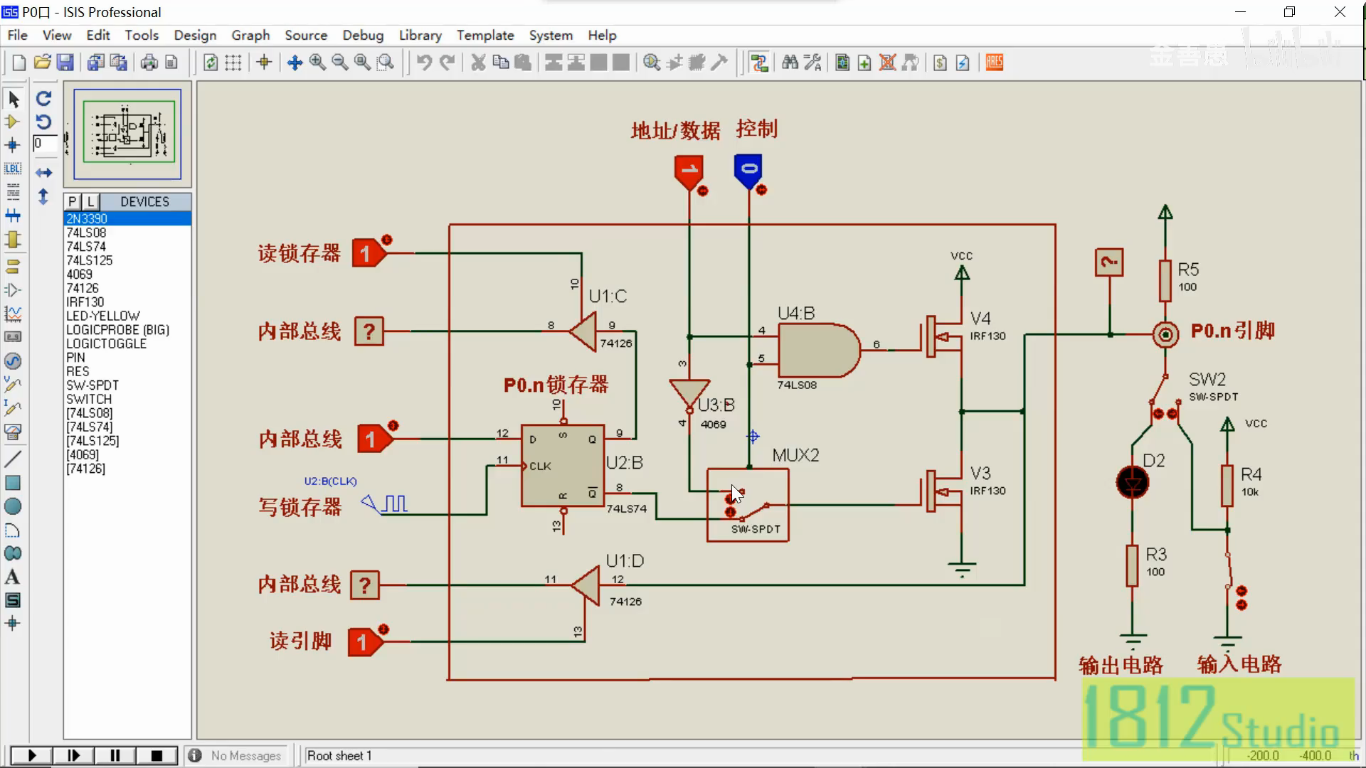 P0口 - ISIS Professional
File View Edit Tools Design Graph Source Debug Library Template System Help
金善愚
0
P L DEVICES
2N3390
74LS08
74LS74
74LS125
4069
74126
IRF130
LED-YELLOW
LOGICPROBE (BIG)
LOGICTOGGLE
PIN
RES
SW-SPDT
SWITCH
[74LS08]
[74LS74]
[74LS125]
[4069]
[74126]
地址/数据 控制
1 0
读锁存器 1
10
U1:C
内部总线 ?
8 9
74126
P0.n锁存器
10
内部总线 1
12 D S Q 9
11 CLK
U2:B
R Q 8
74LS74
13
U2:B(CLK)
写锁存器
内部总线 ?
11 12
U1:D
74126
读引脚 1
13
3
U3:B
4069
4
U4:B
4
5
6
74LS08
MUX2
SW-SPDT
VCC
V4
IRF130
V3
IRF130
?
R5
100
P0.n引脚
SW2
SW-SPDT
VCC
D2
R4
10k
R3
100
输出电路 输入电路
1812 Studio
No Messages Root sheet 1 -200.0 -400.0 th